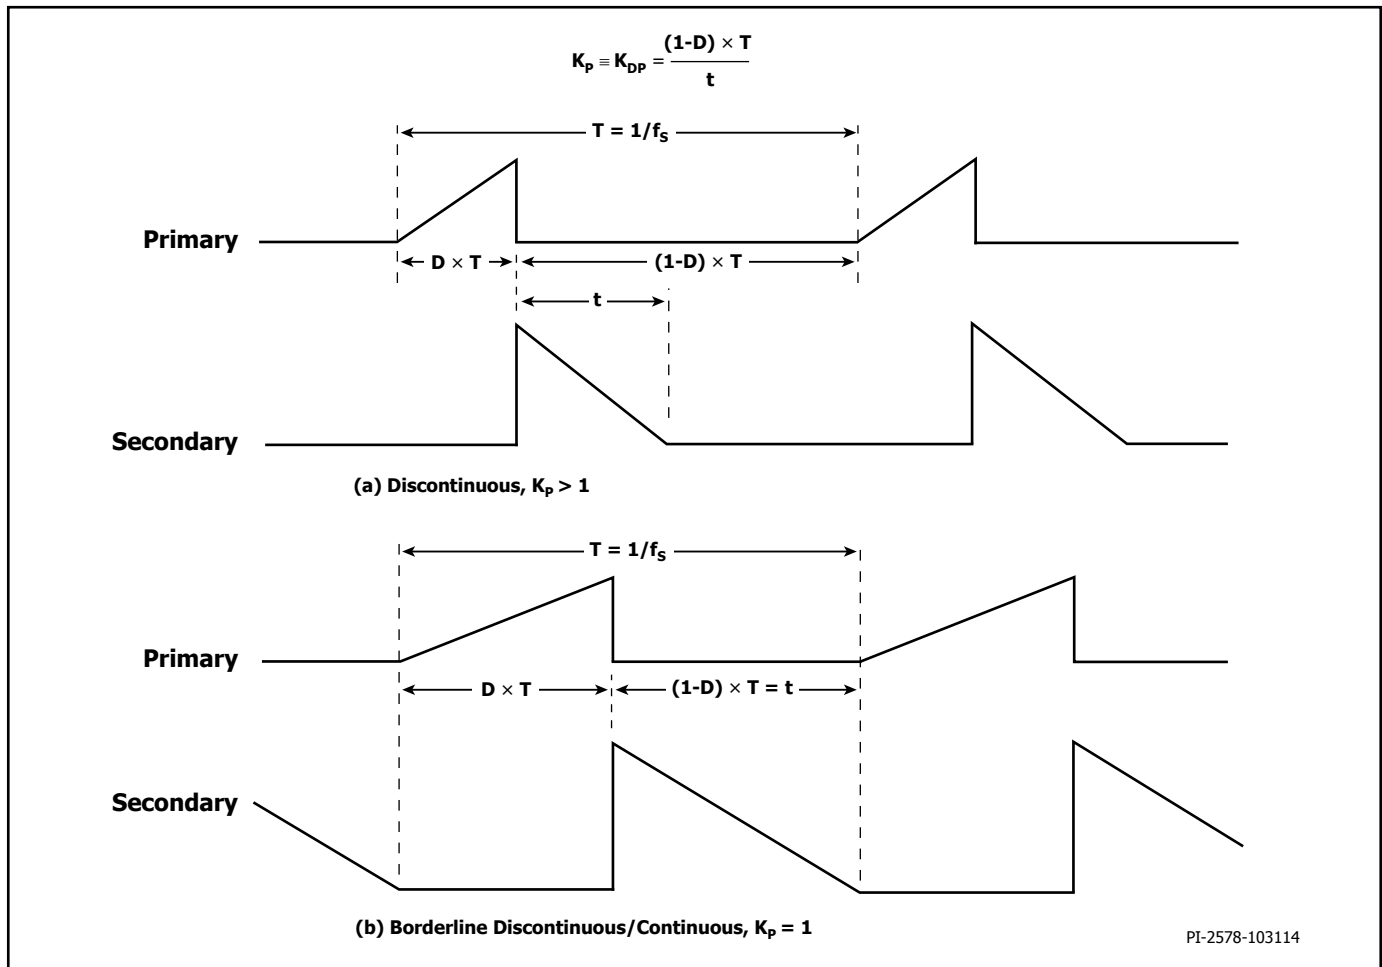 K_P ≡ K_DP = (1-D) × T / t
T = 1/f_S
Primary
D × T
(1-D) × T
t
Secondary
(a) Discontinuous, K_P > 1
T = 1/f_S
Primary
D × T
(1-D) × T = t
Secondary
(b) Borderline Discontinuous/Continuous, K_P = 1
PI-2578-103114